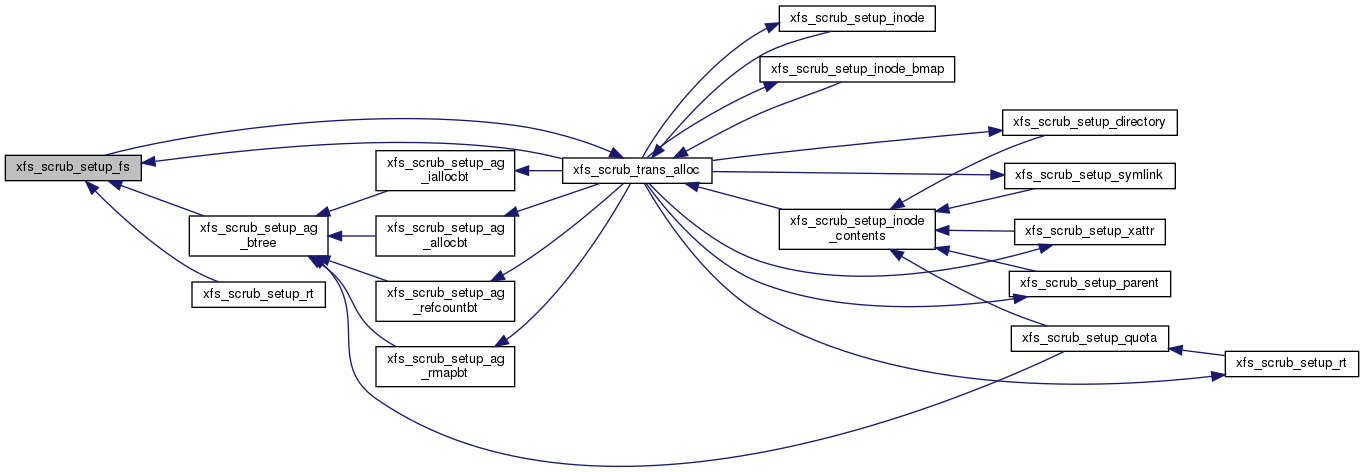 xfs_scrub_setup_fs
xfs_scrub_setup_ag
_btree
xfs_scrub_setup_rt
xfs_scrub_setup_ag
_iallocbt
xfs_scrub_setup_ag
_allocbt
xfs_scrub_setup_ag
_refcountbt
xfs_scrub_setup_ag
_rmapbt
xfs_scrub_trans_alloc
xfs_scrub_setup_inode
xfs_scrub_setup_inode_bmap
xfs_scrub_setup_inode
_contents
xfs_scrub_setup_directory
xfs_scrub_setup_symlink
xfs_scrub_setup_xattr
xfs_scrub_setup_parent
xfs_scrub_setup_quota
xfs_scrub_setup_rt